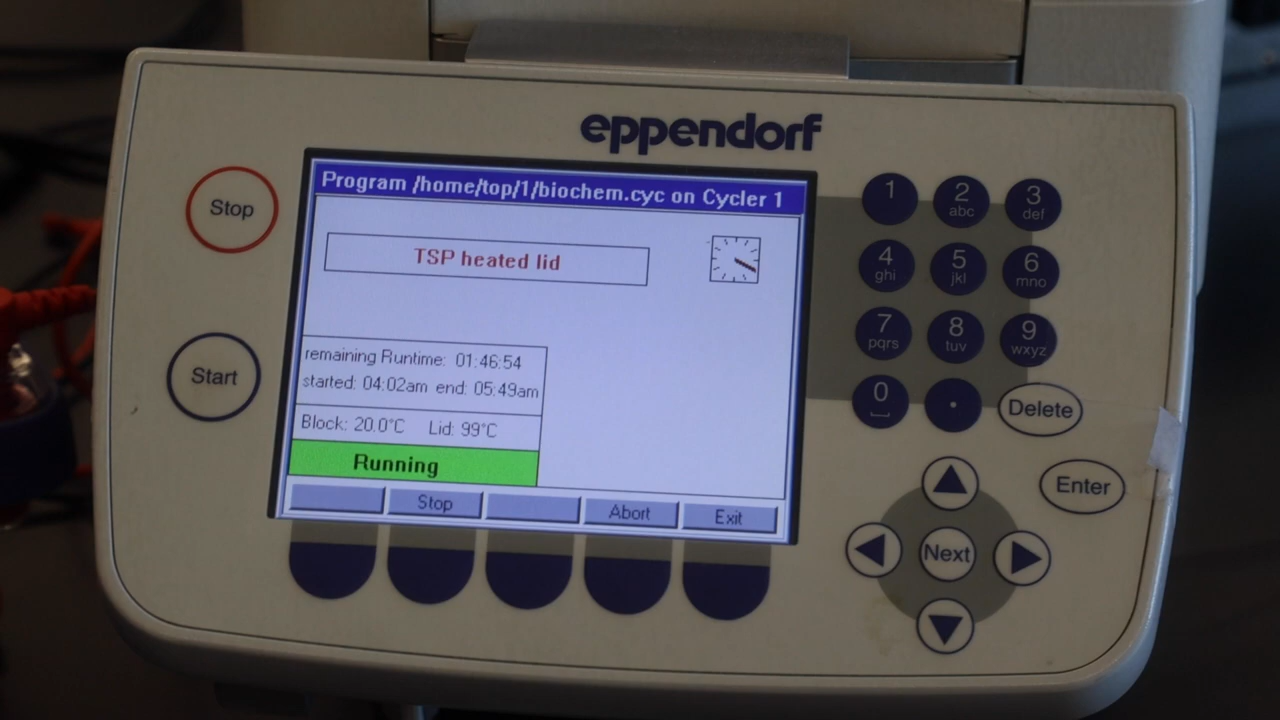 eppendorf
Stop
Start
Program /home/top/1/biochem.cyc on Cycler 1
TSP heated lid
remaining Runtime: 01:46:54
started: 04:02am end: 05:49am
Block: 20.0°C Lid: 99°C
Running
Stop Abort Exit
1 2 3
abc def
4 5 6
ghi jkl mno
7 8 9
pqrs tuv wxyz
0 . Delete
Enter
Next